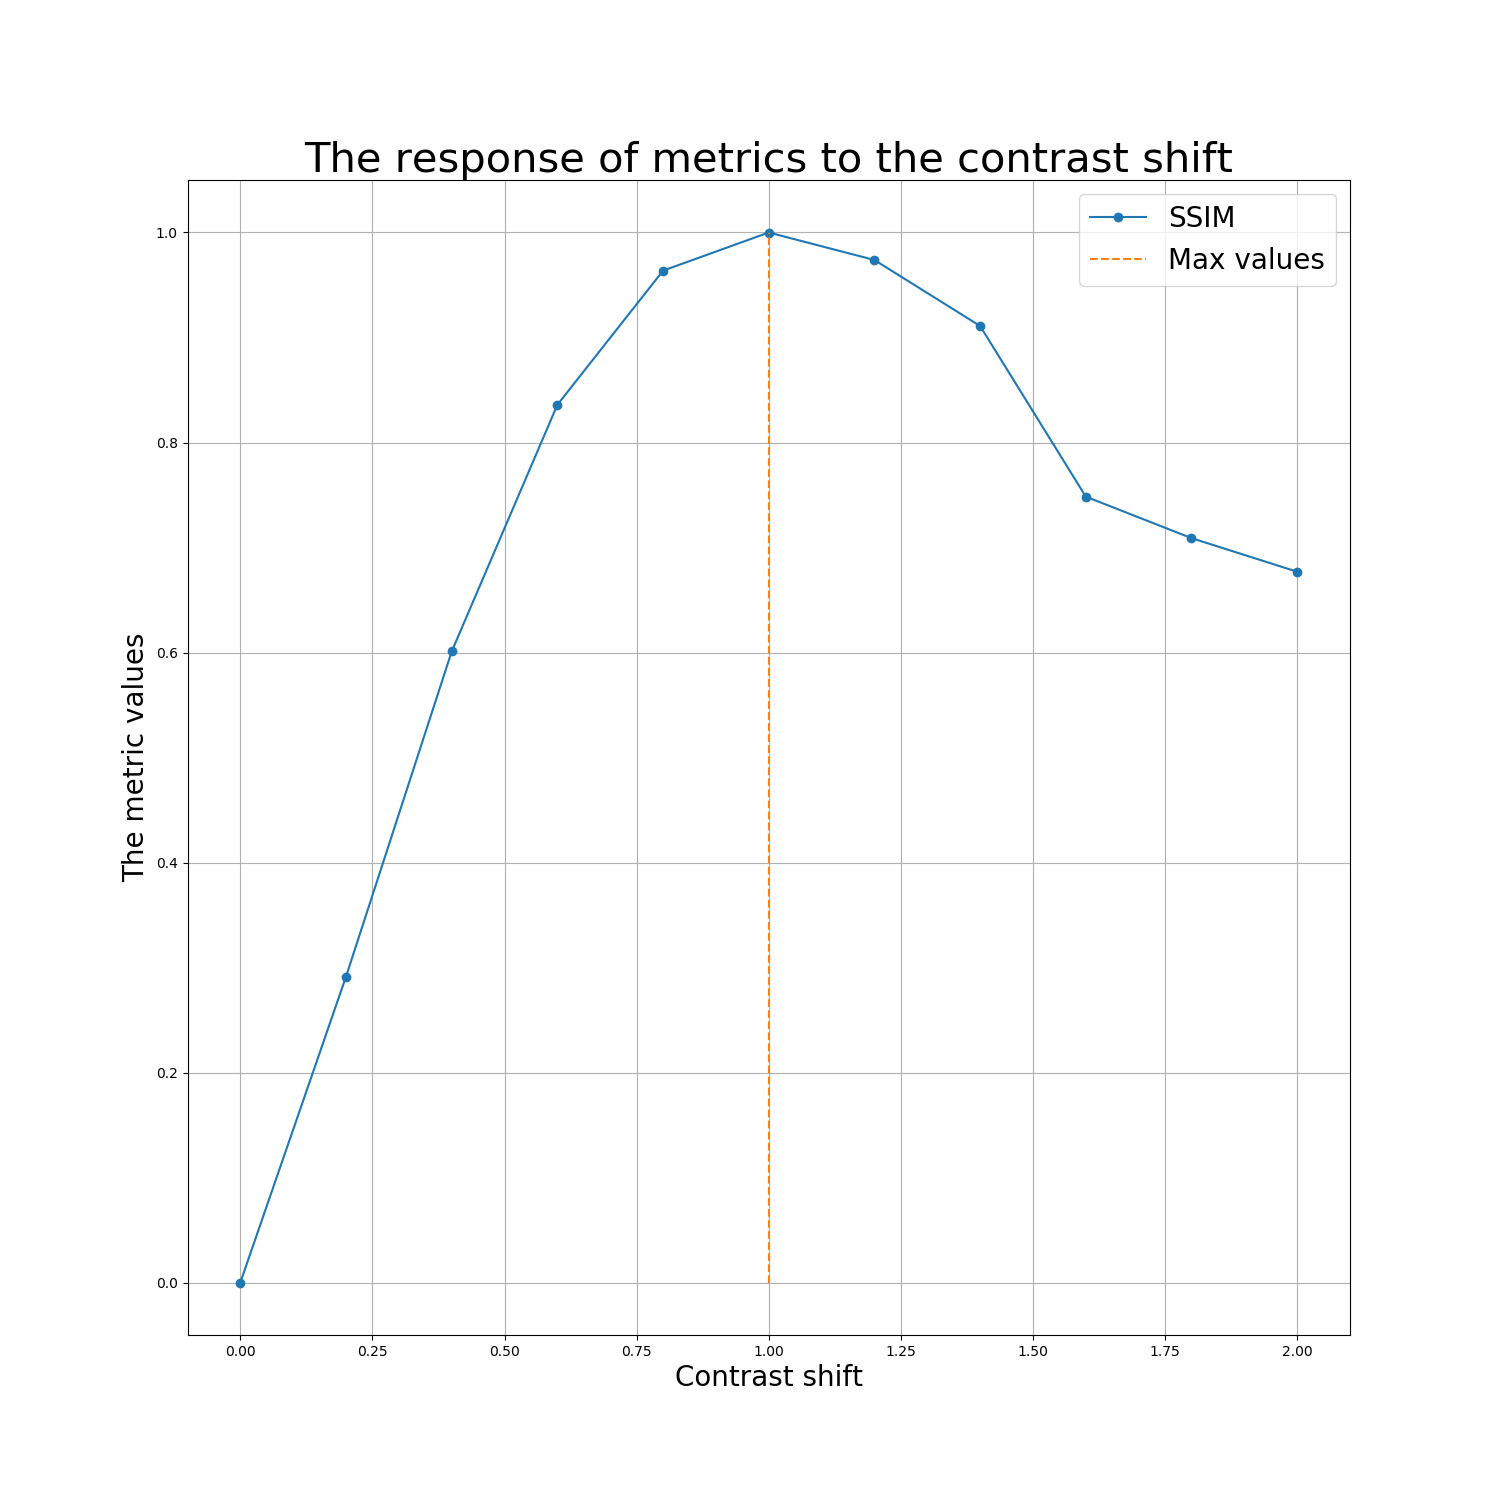 The response of metrics to the contrast shift
SSIM
Max values
1.0
0.8
0.6
0.4
0.2
0.0
The metric values
0.00 0.25 0.50 0.75 1.00 1.25 1.50 1.75 2.00
Contrast shift